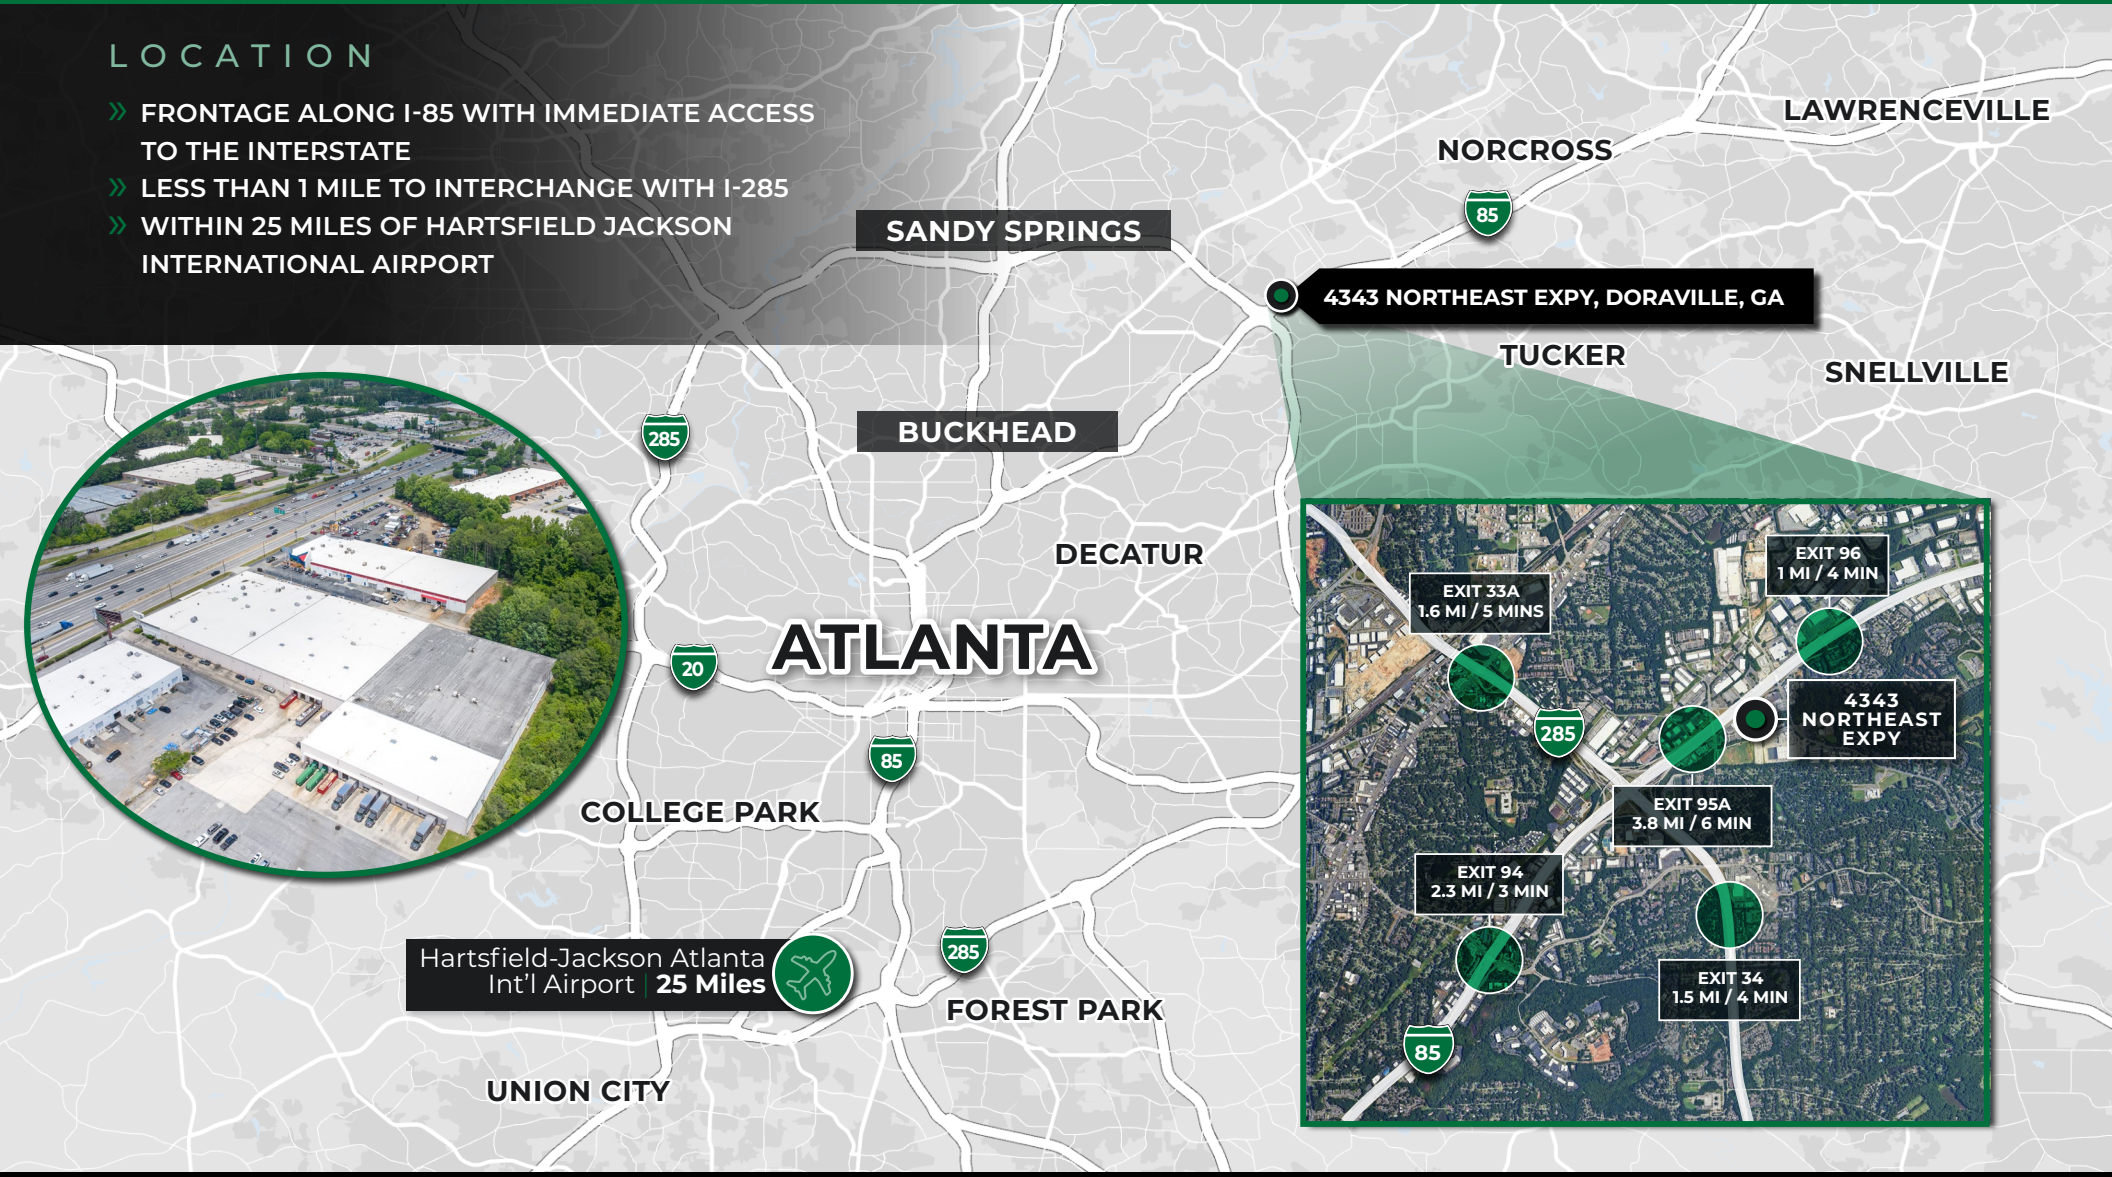 LOCATION
» FRONTAGE ALONG I-85 WITH IMMEDIATE ACCESS
TO THE INTERSTATE
» LESS THAN 1 MILE TO INTERCHANGE WITH I-285
» WITHIN 25 MILES OF HARTSFIELD JACKSON
INTERNATIONAL AIRPORT
LAWRENCEVILLE
NORCROSS
85
SANDY SPRINGS
4343 NORTHEAST EXPY, DORAVILLE, GA
TUCKER
SNELLVILLE
285
BUCKHEAD
DECATUR
ATLANTA
20
85
COLLEGE PARK
Hartsfield-Jackson Atlanta
Int'l Airport | 25 Miles
285
FOREST PARK
UNION CITY
EXIT 96
1 MI / 4 MIN
EXIT 33A
1.6 MI / 5 MINS
4343
NORTHEAST
EXPY
285
EXIT 95A
3.8 MI / 6 MIN
EXIT 94
2.3 MI / 3 MIN
EXIT 34
1.5 MI / 4 MIN
85